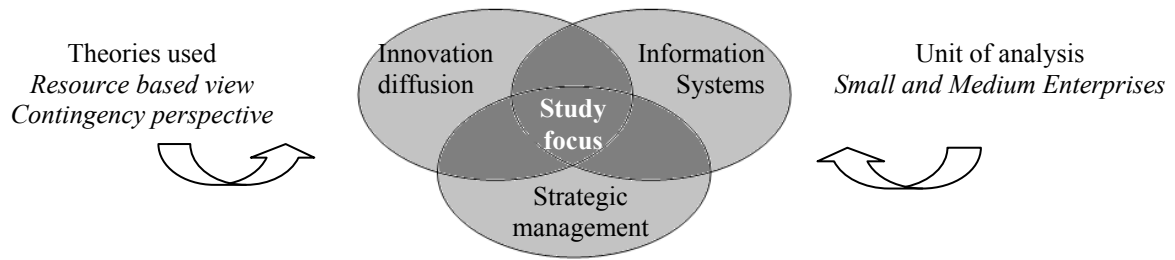 Theories used
Resource based view
Contingency perspective
Innovation
diffusion
Information
Systems
Study
focus
Strategic
management
Unit of analysis
Small and Medium Enterprises